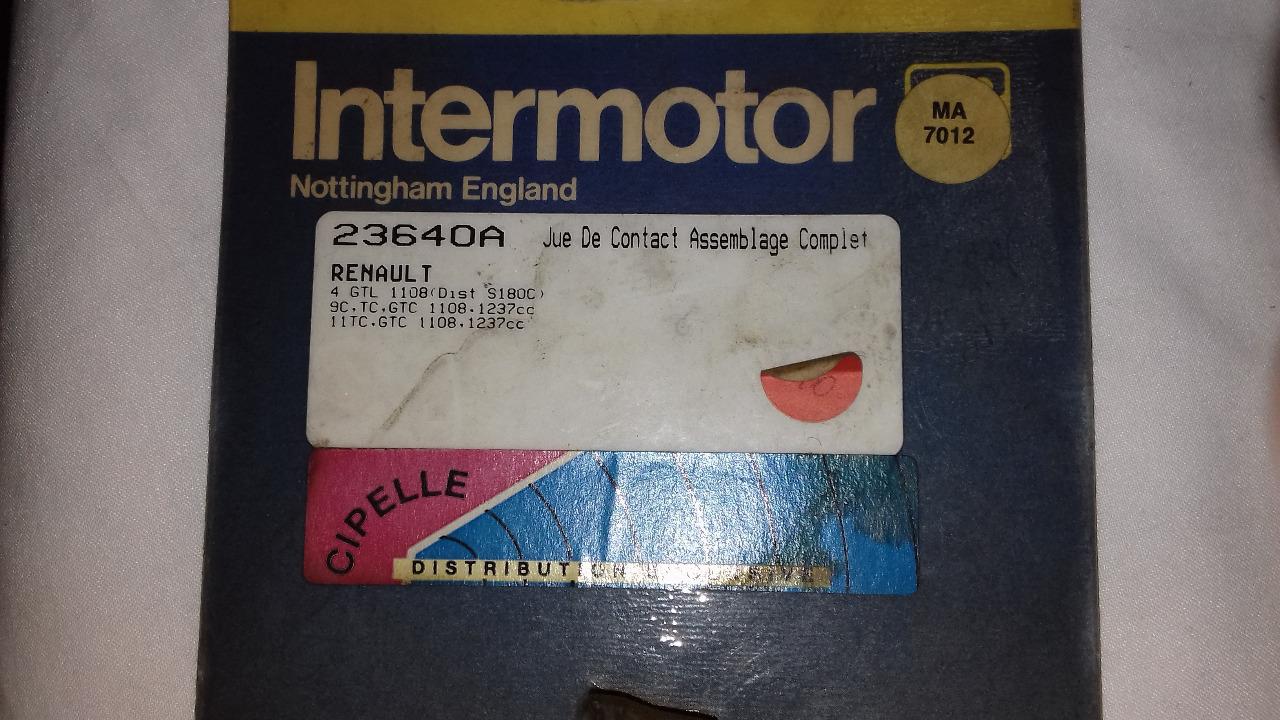 Intermotor
Nottingham England
MA
7012
23640A Jue De Contact Assemblage Complet
RENAULT
4 GTL 1108(Dist S180C)
9C,TC,GTC 1108,1237cc
11TC,GTC 1108,1237cc
CIPELLE
DISTRIBUTION